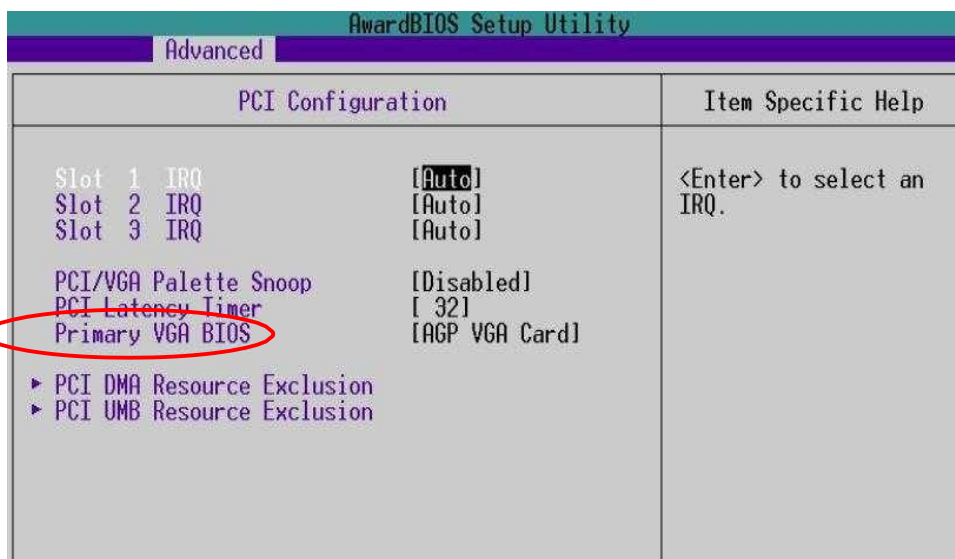 AwardBIOS Setup Utility
Advanced
PCI Configuration
Item Specific Help
Slot 1 IRQ [Auto]
Slot 2 IRQ [Auto]
Slot 3 IRQ [Auto]
PCI/VGA Palette Snoop [Disabled]
PCI Latency Timer [ 32]
Primary VGA BIOS [AGP VGA Card]
PCI DMA Resource Exclusion
PCI UMB Resource Exclusion
<Enter> to select an
IRQ.